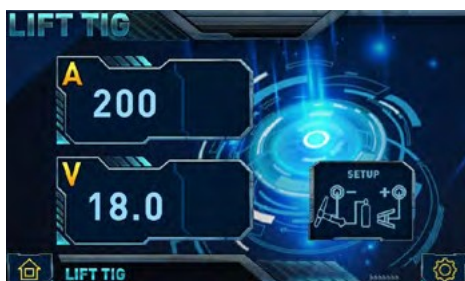 LIFT TIG
A
200
V
18.0
SETUP
- +
LIFT TIG